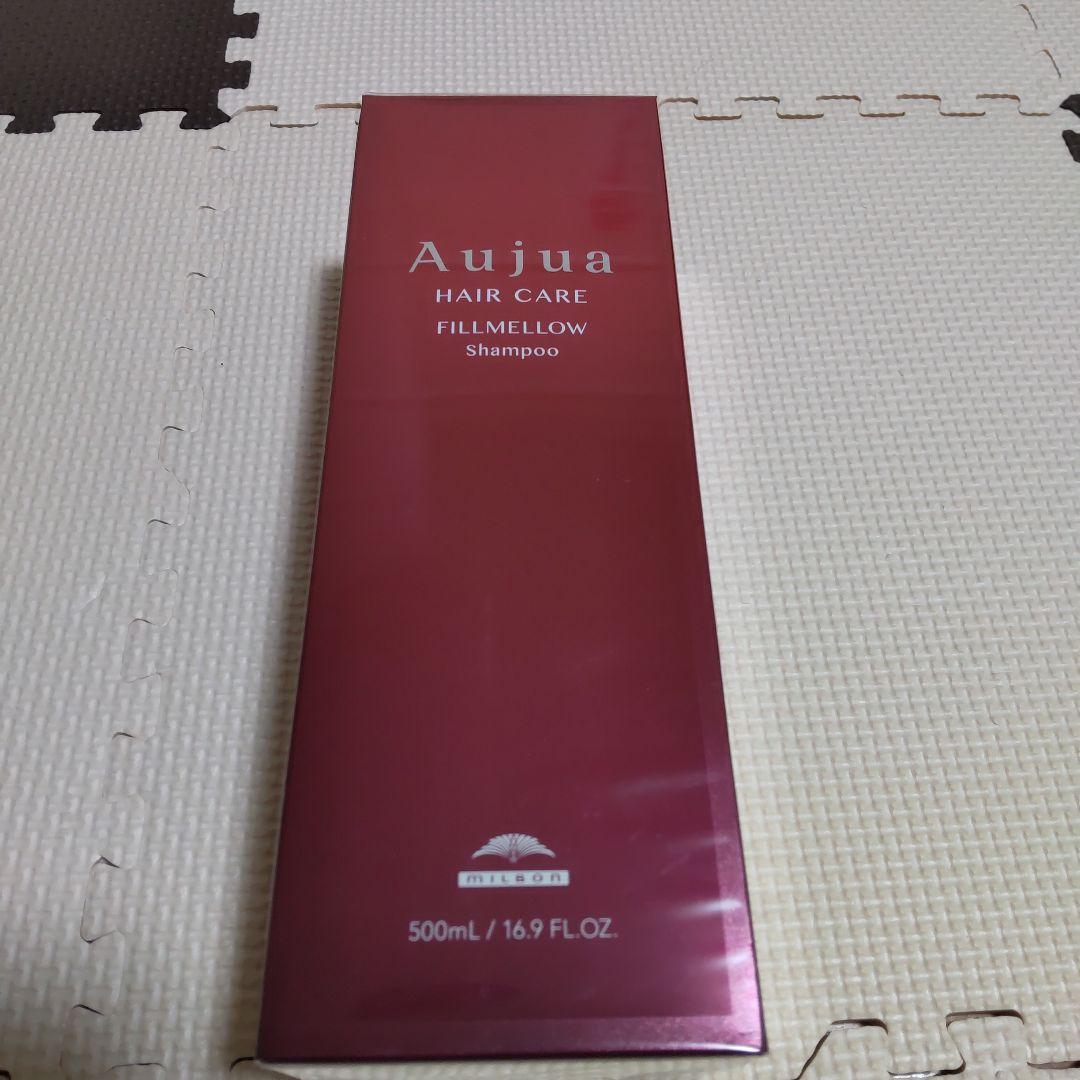 Aujua
HAIR CARE
FILLMELLOW
Shampoo
milbon
500mL / 16.9 FL.OZ.